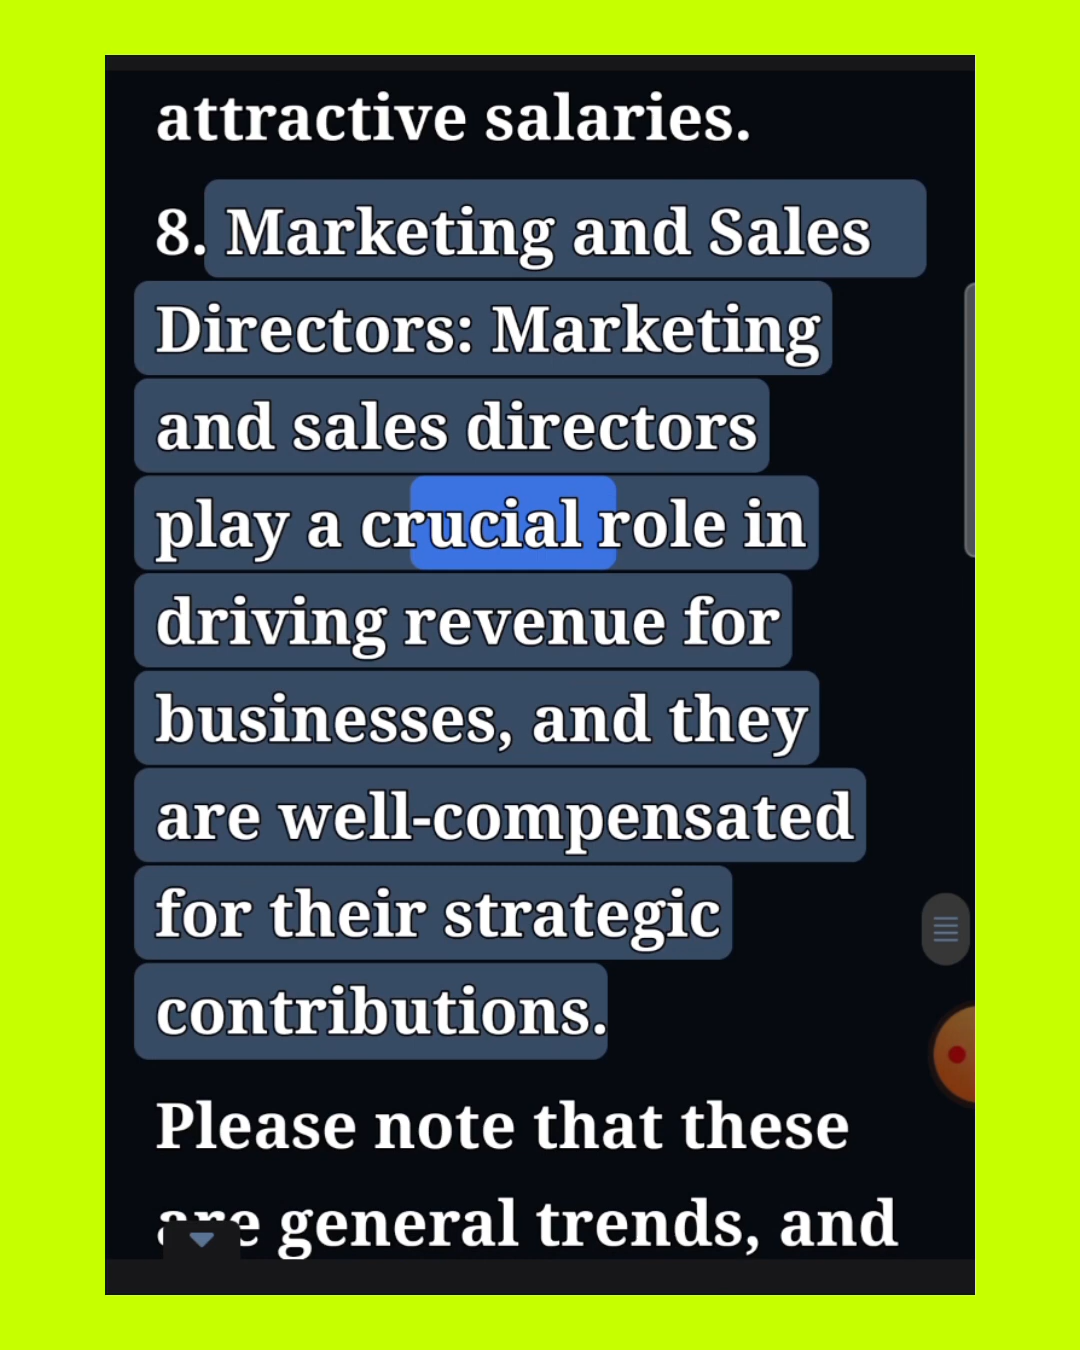 attractive salaries.
8. Marketing and Sales
Directors: Marketing
and sales directors
play a crucial role in
driving revenue for
businesses, and they
are well-compensated
for their strategic
contributions.
Please note that these
are general trends, and